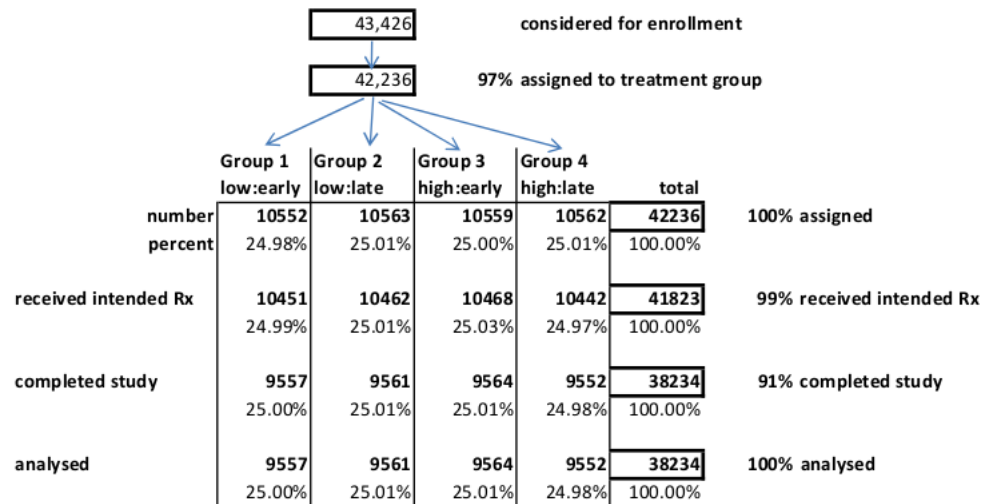 43,426 considered for enrollment
42,236 97% assigned to treatment group
Group 1 Group 2 Group 3 Group 4
low:early low:late high:early high:late total
number 10552 10563 10559 10562 42236 100% assigned
percent 24.98% 25.01% 25.00% 25.01% 100.00%
received intended Rx 10451 10462 10468 10442 41823 99% received intended Rx
24.99% 25.01% 25.03% 24.97% 100.00%
completed study 9557 9561 9564 9552 38234 91% completed study
25.00% 25.01% 25.01% 24.98% 100.00%
analysed 9557 9561 9564 9552 38234 100% analysed
25.00% 25.01% 25.01% 24.98% 100.00%